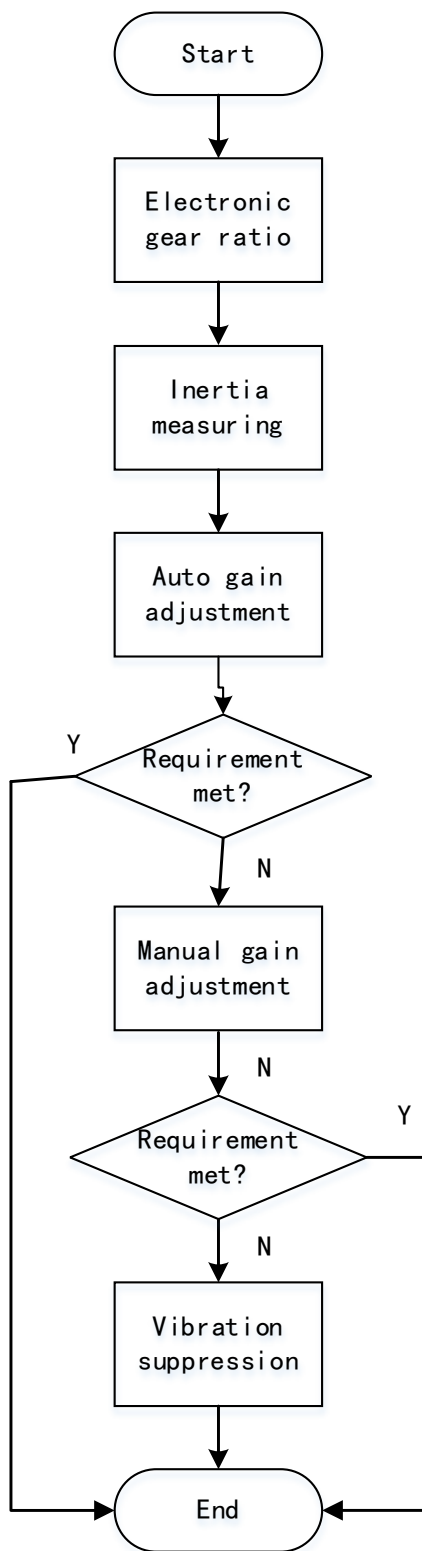 Start
Electronic
gear ratio
Inertia
measuring
Auto gain
adjustment
Y
Requirement
met?
N
Manual gain
adjustment
N
Y
Requirement
met?
N
Vibration
suppression
End